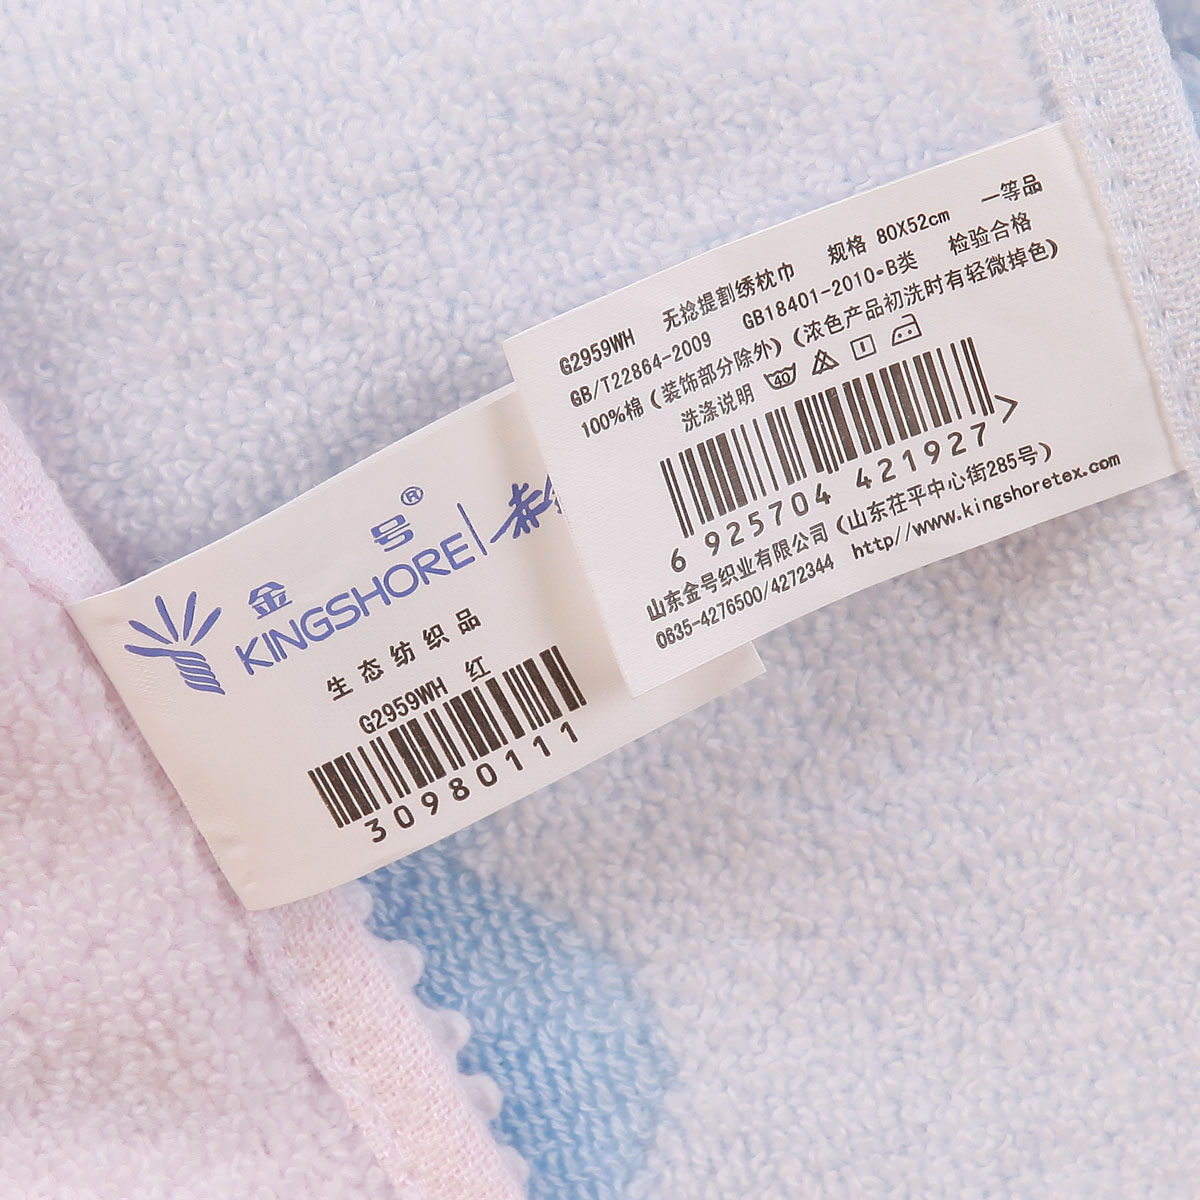 G2959WH 无捻提割绣枕巾 规格 80X52cm 一等品
GB/T22864-2009 GB18401-2010•B类 检验合格
100%棉(装饰部分除外)(浓色产品初洗时有轻微掉色)
洗涤说明 40
6 925704 421927 >
山东金号织业有限公司(山东茌平中心街285号)
0635-4276500/4272344 http//www.kingshoretex.com
金号®
KINGSHORE
生态纺织品
G2959WH 红
30980111